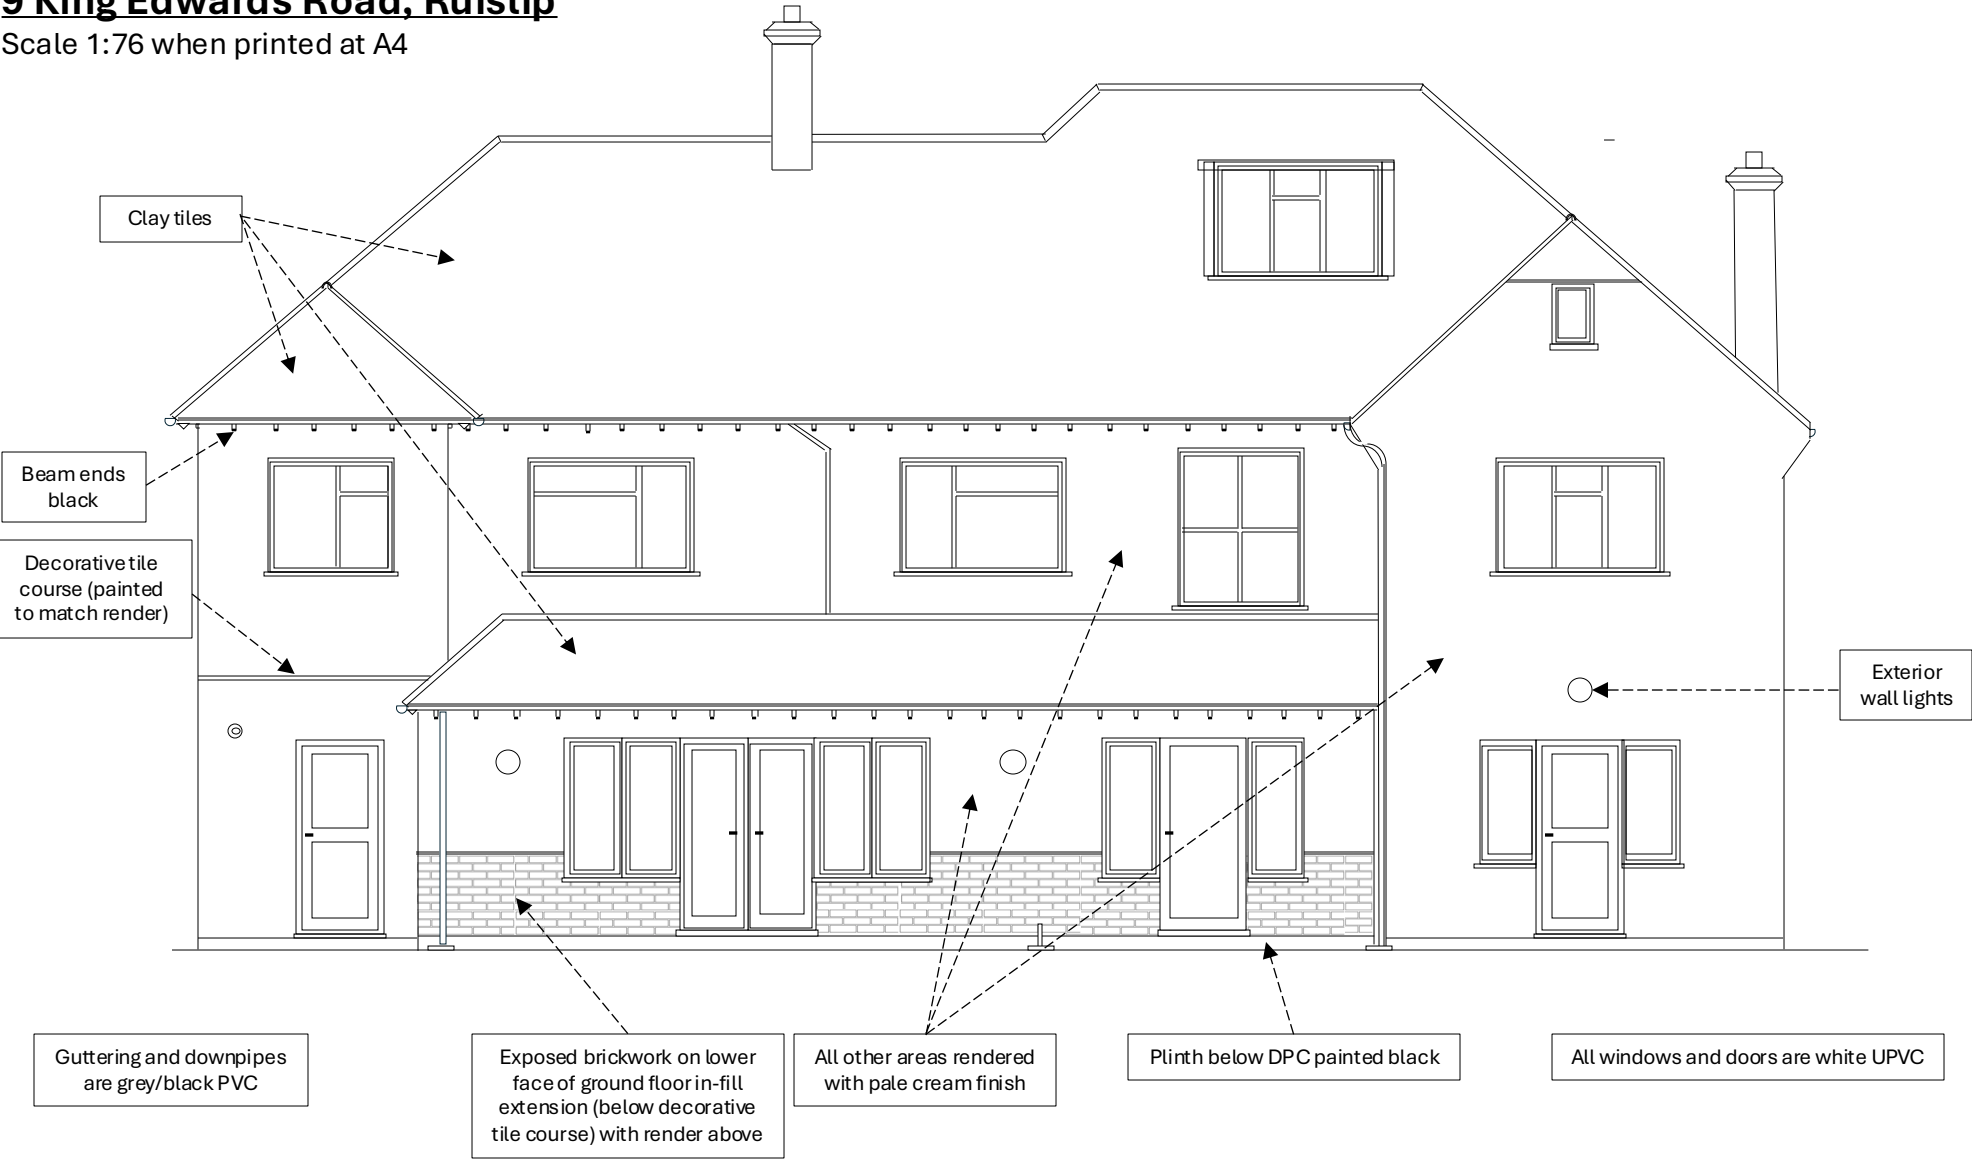 9 King Edwards Road, Ruislip
Scale 1:76 when printed at A4
Clay tiles
Beam ends
black
Decorative tile
course (painted
to match render)
Exterior
wall lights
Guttering and downpipes
are grey/black PVC
Exposed brickwork on lower
face of ground floor in-fill
extension (below decorative
tile course) with render above
All other areas rendered
with pale cream finish
Plinth below DPC painted black
All windows and doors are white UPVC